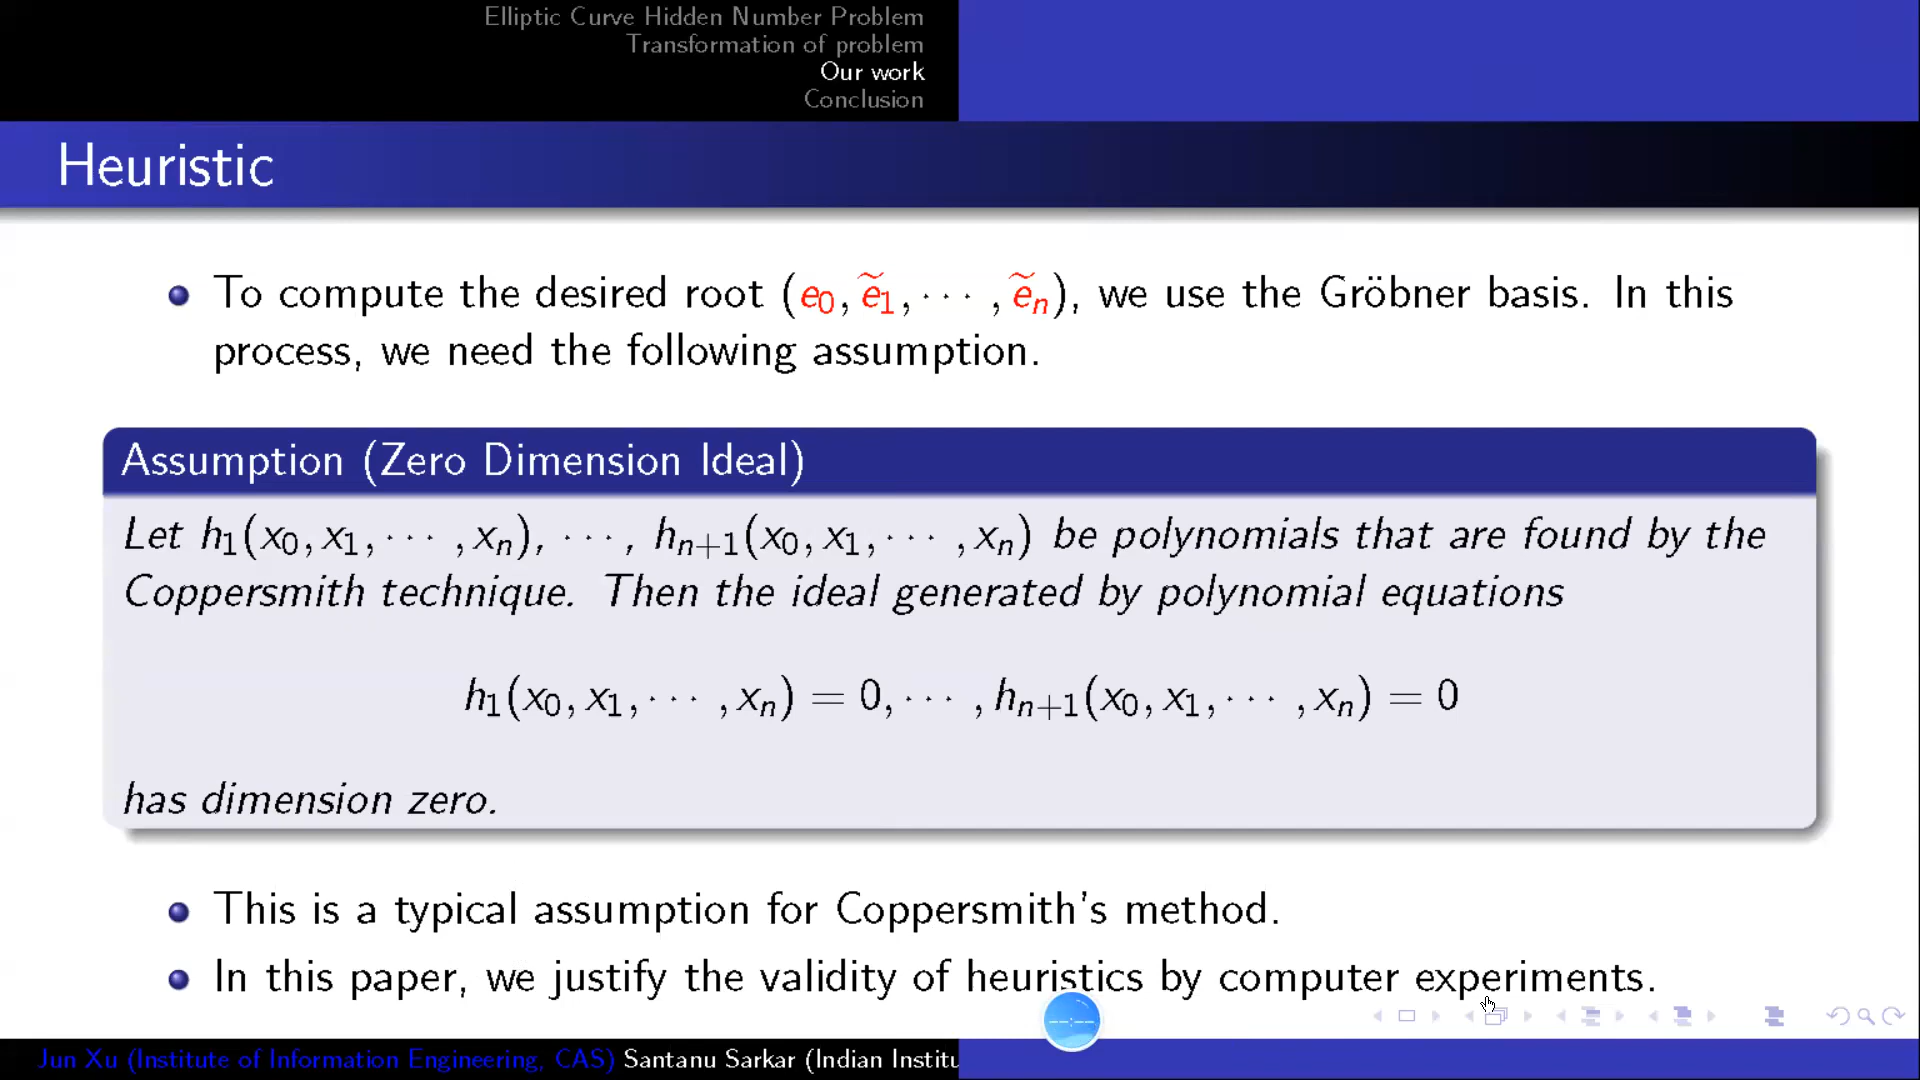 Elliptic Curve Hidden Number Problem
Transformation of problem
Our work
Conclusion
Heuristic
To compute the desired root (e₀, ẽ₁, ⋯ , ẽₙ), we use the Gröbner basis. In this
process, we need the following assumption.
Assumption (Zero Dimension Ideal)
Let h₁(x₀, x₁, ⋯ , xₙ), ⋯, hₙ₊₁(x₀, x₁, ⋯ , xₙ) be polynomials that are found by the
Coppersmith technique. Then the ideal generated by polynomial equations
h₁(x₀, x₁, ⋯ , xₙ) = 0, ⋯ , hₙ₊₁(x₀, x₁, ⋯ , xₙ) = 0
has dimension zero.
This is a typical assumption for Coppersmith's method.
In this paper, we justify the validity of heuristics by computer experiments.
--:--
Jun Xu (Institute of Information Engineering, CAS) Santanu Sarkar (Indian Institu